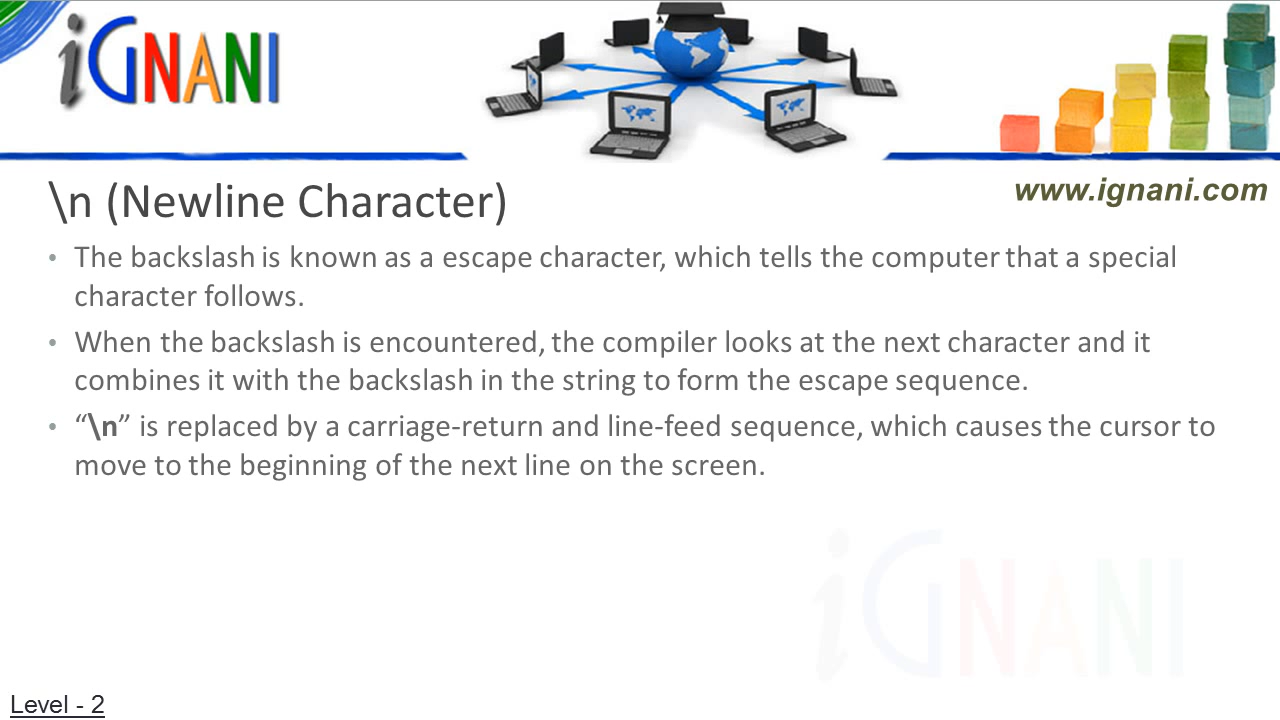 iGNANI
\n (Newline Character)
www.ignani.com
• The backslash is known as a escape character, which tells the computer that a special
character follows.
• When the backslash is encountered, the compiler looks at the next character and it
combines it with the backslash in the string to form the escape sequence.
• “\n” is replaced by a carriage-return and line-feed sequence, which causes the cursor to
move to the beginning of the next line on the screen.
iGNANI
Level - 2